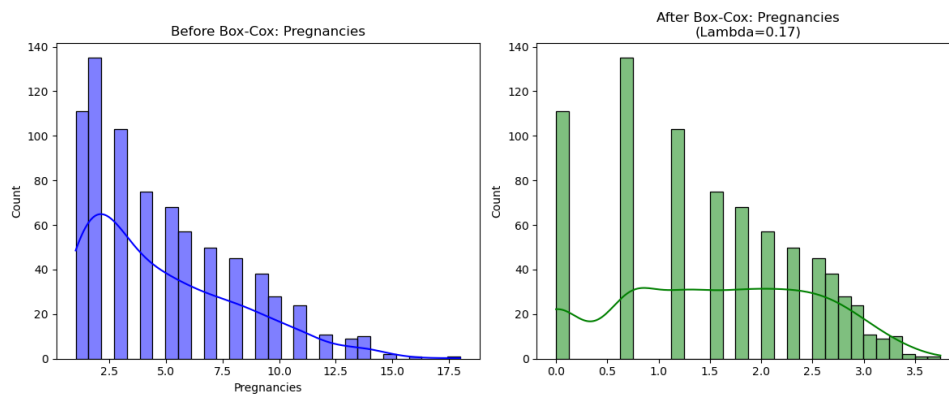 Before Box-Cox: Pregnancies
140
120
100
80
60
40
20
0
Count
2.5 5.0 7.5 10.0 12.5 15.0 17.5
Pregnancies
After Box-Cox: Pregnancies
(Lambda=0.17)
140
120
100
80
60
40
20
0
Count
0.0 0.5 1.0 1.5 2.0 2.5 3.0 3.5